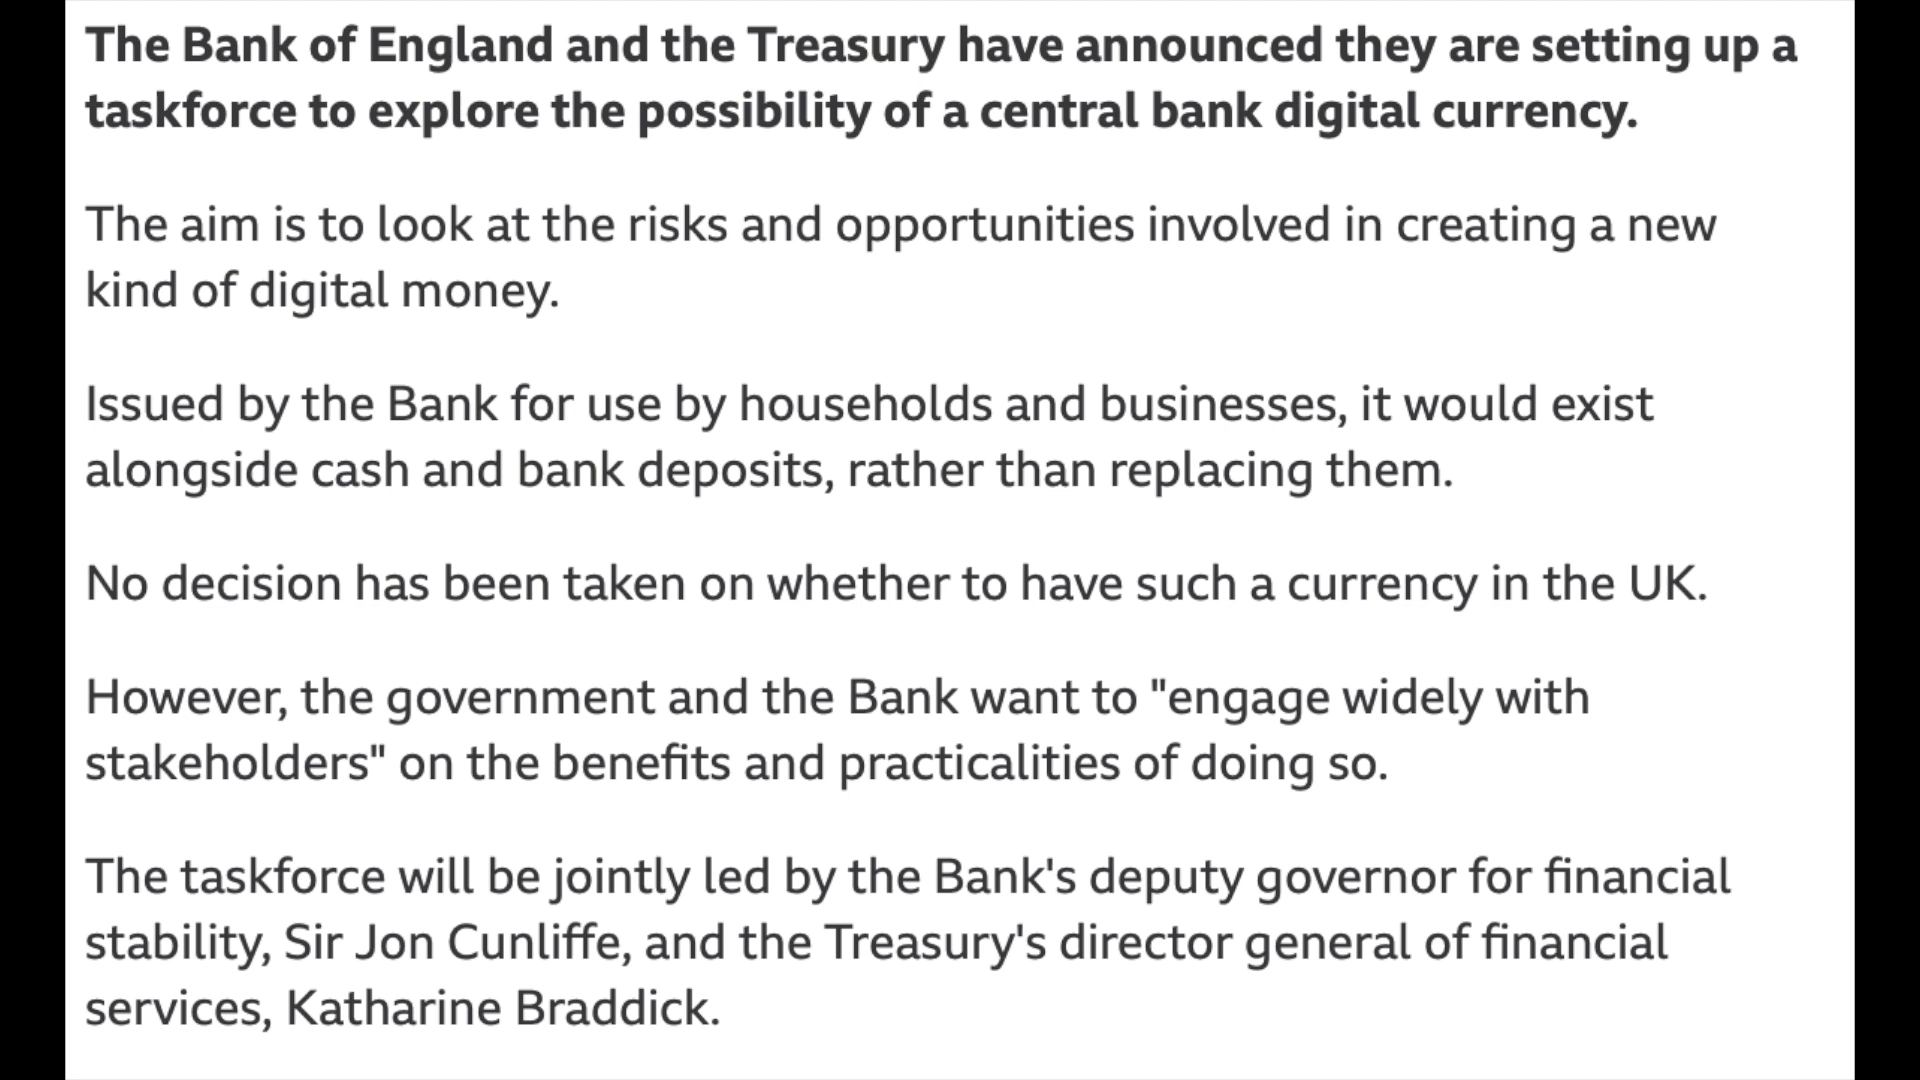 The Bank of England and the Treasury have announced they are setting up a
taskforce to explore the possibility of a central bank digital currency.
The aim is to look at the risks and opportunities involved in creating a new
kind of digital money.
Issued by the Bank for use by households and businesses, it would exist
alongside cash and bank deposits, rather than replacing them.
No decision has been taken on whether to have such a currency in the UK.
However, the government and the Bank want to "engage widely with
stakeholders" on the benefits and practicalities of doing so.
The taskforce will be jointly led by the Bank's deputy governor for financial
stability, Sir Jon Cunliffe, and the Treasury's director general of financial
services, Katharine Braddick.